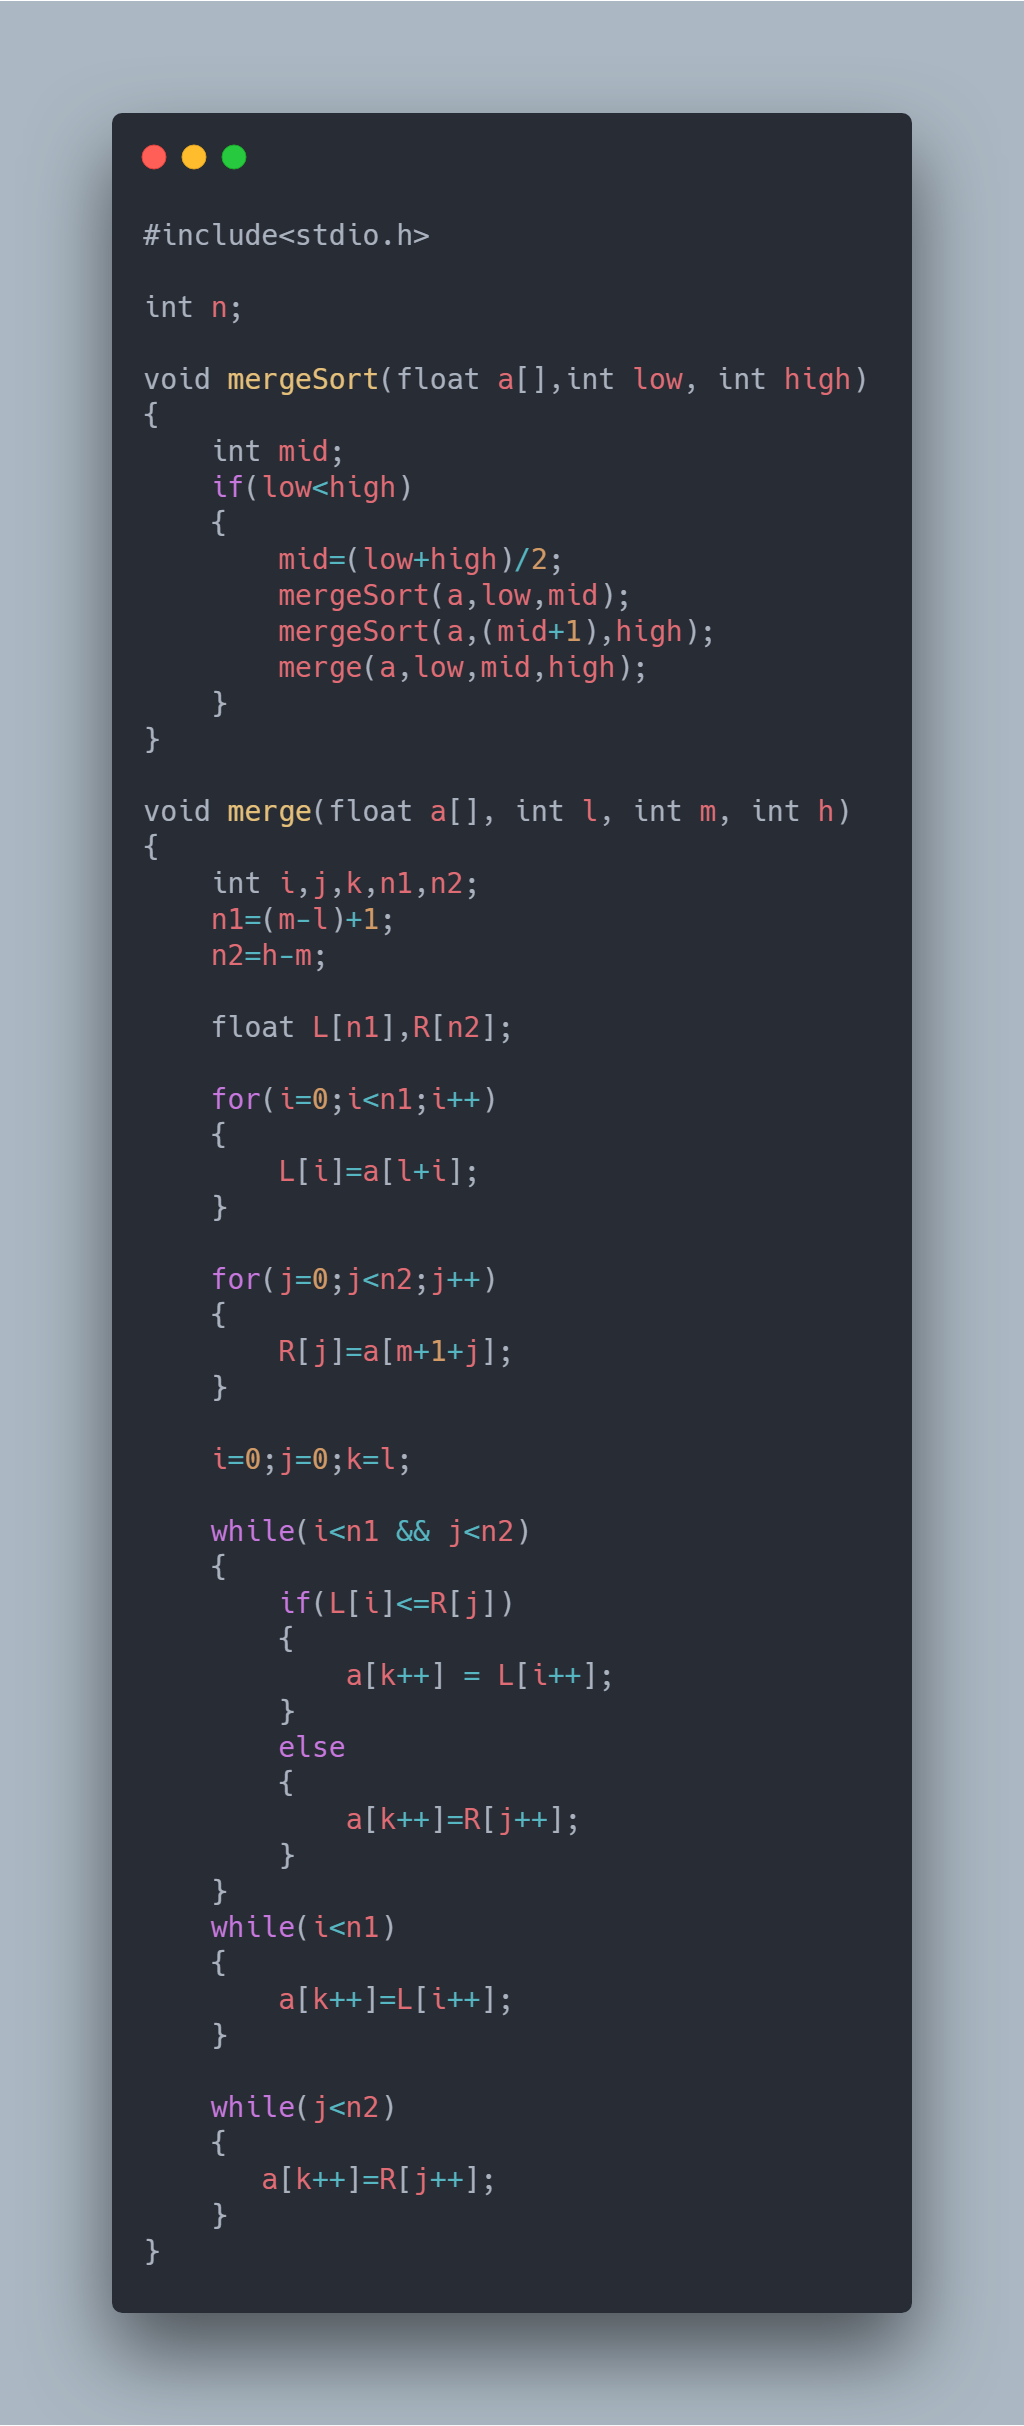 #include<stdio.h>

int n;

void mergeSort(float a[],int low, int high)
{
    int mid;
    if(low<high)
    {
        mid=(low+high)/2;
        mergeSort(a,low,mid);
        mergeSort(a,(mid+1),high);
        merge(a,low,mid,high);
    }
}

void merge(float a[], int l, int m, int h)
{
    int i,j,k,n1,n2;
    n1=(m-l)+1;
    n2=h-m;

    float L[n1],R[n2];

    for(i=0;i<n1;i++)
    {
        L[i]=a[l+i];
    }

    for(j=0;j<n2;j++)
    {
        R[j]=a[m+1+j];
    }

    i=0;j=0;k=l;

    while(i<n1 && j<n2)
    {
        if(L[i]<=R[j])
        {
            a[k++] = L[i++];
        }
        else
        {
            a[k++]=R[j++];
        }
    }
    while(i<n1)
    {
        a[k++]=L[i++];
    }

    while(j<n2)
    {
       a[k++]=R[j++];
    }
}